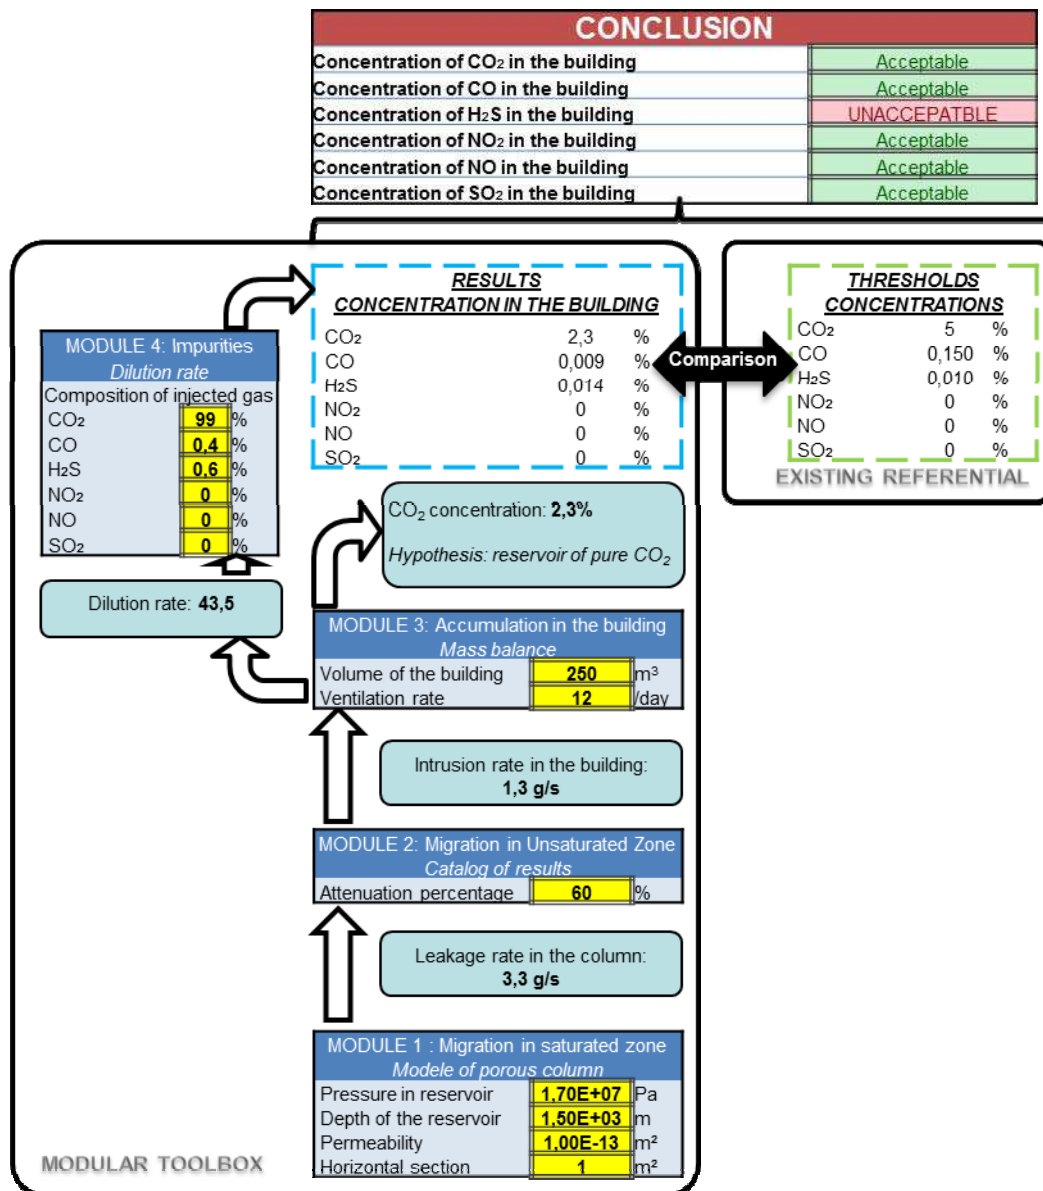 CONCLUSION
Concentration of CO₂ in the building Acceptable
Concentration of CO in the building Acceptable
Concentration of H₂S in the building UNACCEPATBLE
Concentration of NO₂ in the building Acceptable
Concentration of NO in the building Acceptable
Concentration of SO₂ in the building Acceptable
RESULTS
CONCENTRATION IN THE BUILDING
CO₂ 2,3 %
CO 0,009 %
H₂S 0,014 %
NO₂ 0 %
NO 0 %
SO₂ 0 %
Comparison
THRESHOLDS
CONCENTRATIONS
CO₂ 5 %
CO 0,150 %
H₂S 0,010 %
NO₂ 0 %
NO 0 %
SO₂ 0 %
EXISTING REFERENTIAL
MODULE 4: Impurities
Dilution rate
Composition of injected gas
CO₂ 99 %
CO 0,4 %
H₂S 0,6 %
NO₂ 0 %
NO 0 %
SO₂ 0 %
CO₂ concentration: 2,3%
Hypothesis: reservoir of pure CO₂
Dilution rate: 43,5
MODULE 3: Accumulation in the building
Mass balance
Volume of the building 250 m³
Ventilation rate 12 /day
Intrusion rate in the building:
1,3 g/s
MODULE 2: Migration in Unsaturated Zone
Catalog of results
Attenuation percentage 60 %
Leakage rate in the column:
3,3 g/s
MODULE 1 : Migration in saturated zone
Modele of porous column
Pressure in reservoir 1,70E+07 Pa
Depth of the reservoir 1,50E+03 m
Permeability 1,00E-13 m²
Horizontal section 1 m²
MODULAR TOOLBOX